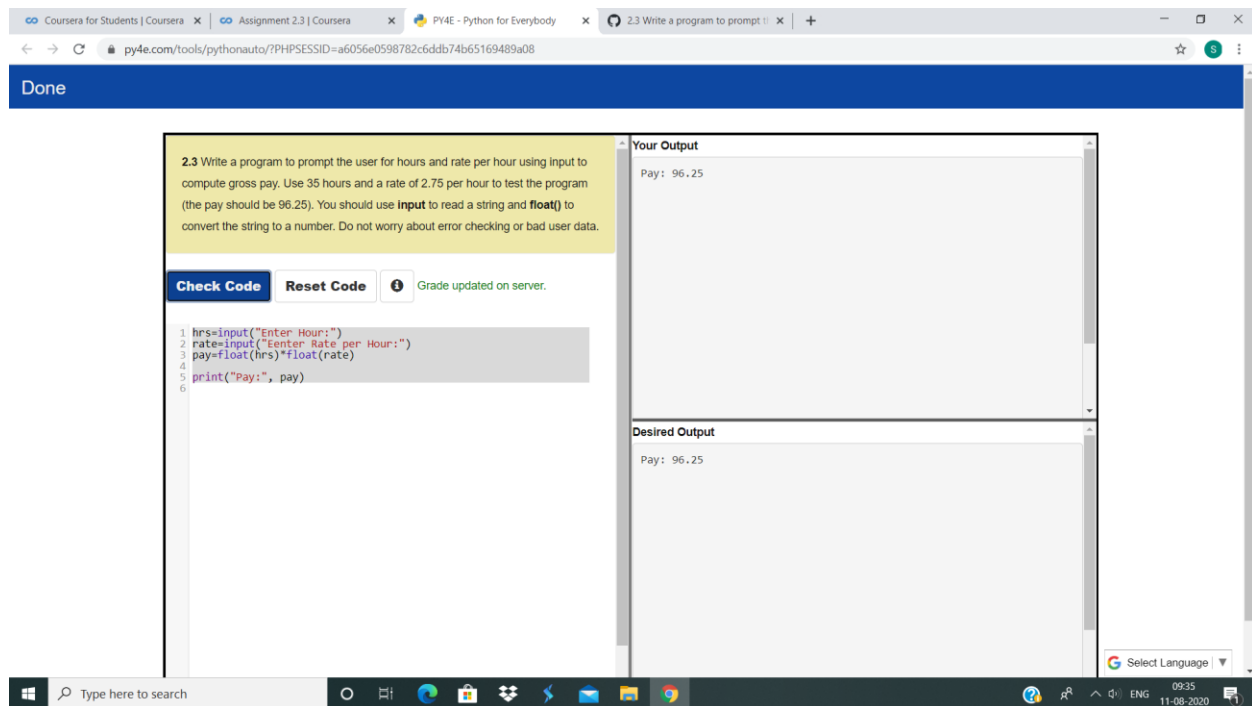 Coursera for Students | Coursera
Assignment 2.3 | Coursera
PY4E - Python for Everybody
2.3 Write a program to prompt t
py4e.com/tools/pythonauto/?PHPSESSID=a6056e0598782c6ddb74b65169489a08
S
Done
2.3 Write a program to prompt the user for hours and rate per hour using input to
compute gross pay. Use 35 hours and a rate of 2.75 per hour to test the program
(the pay should be 96.25). You should use input to read a string and float() to
convert the string to a number. Do not worry about error checking or bad user data.
Check Code
Reset Code
Grade updated on server.
1 hrs=input("Enter Hour:")
2 rate=input("Eenter Rate per Hour:")
3 pay=float(hrs)*float(rate)
4
5 print("Pay:", pay)
6
Your Output
Pay: 96.25
Desired Output
Pay: 96.25
G Select Language
Type here to search
ENG
09:35
11-08-2020
1